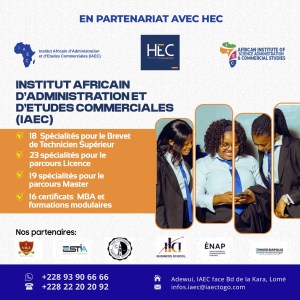 EN PARTENARIAT AVEC HEC
Institut Africain d'Administration
et d'Etudes Commerciales (IAEC)
HEC
AFRICAN INSTITUTE OF
SCIENCE ADMINISTRATION
& COMMERCIAL STUDIES
INSTITUT AFRICAIN
D'ADMINISTRATION ET
D'ETUDES COMMERCIALES
(IAEC)
18 Spécialités pour le Brevet
de Technicien Supérieur
23 spécialités pour le
parcours Licence
19 spécialités pour le
parcours Master
16 certificats MBA et
formations modulaires
Nos partenaires:
BUSINESS SCHOOL
ÉNAP
+228 93 90 66 66
+228 22 20 20 92
Adewui, IAEC face Bd de la Kara, Lomé
infos.iaec@iaectogo.com